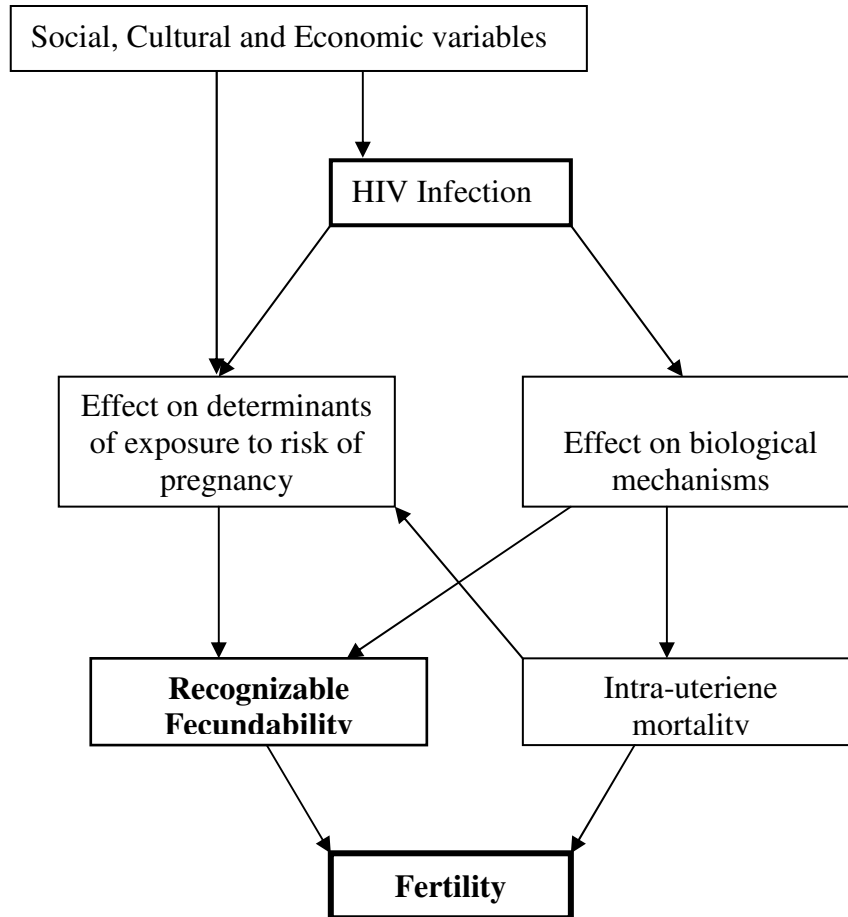 Social, Cultural and Economic variables
HIV Infection
Effect on determinants
of exposure to risk of
pregnancy
Effect on biological
mechanisms
Recognizable
Fecundability
Intra-uteriene
mortality
Fertility